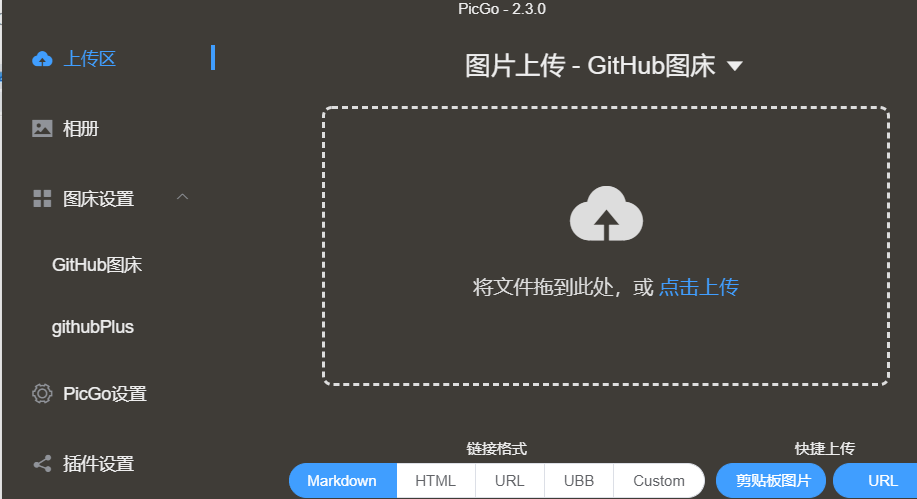 PicGo - 2.3.0
上传区
相册
图床设置
GitHub图床
githubPlus
PicGo设置
插件设置
图片上传 - GitHub图床
将文件拖到此处，或 点击上传
链接格式
Markdown HTML URL UBB Custom
快捷上传
剪贴板图片 URL